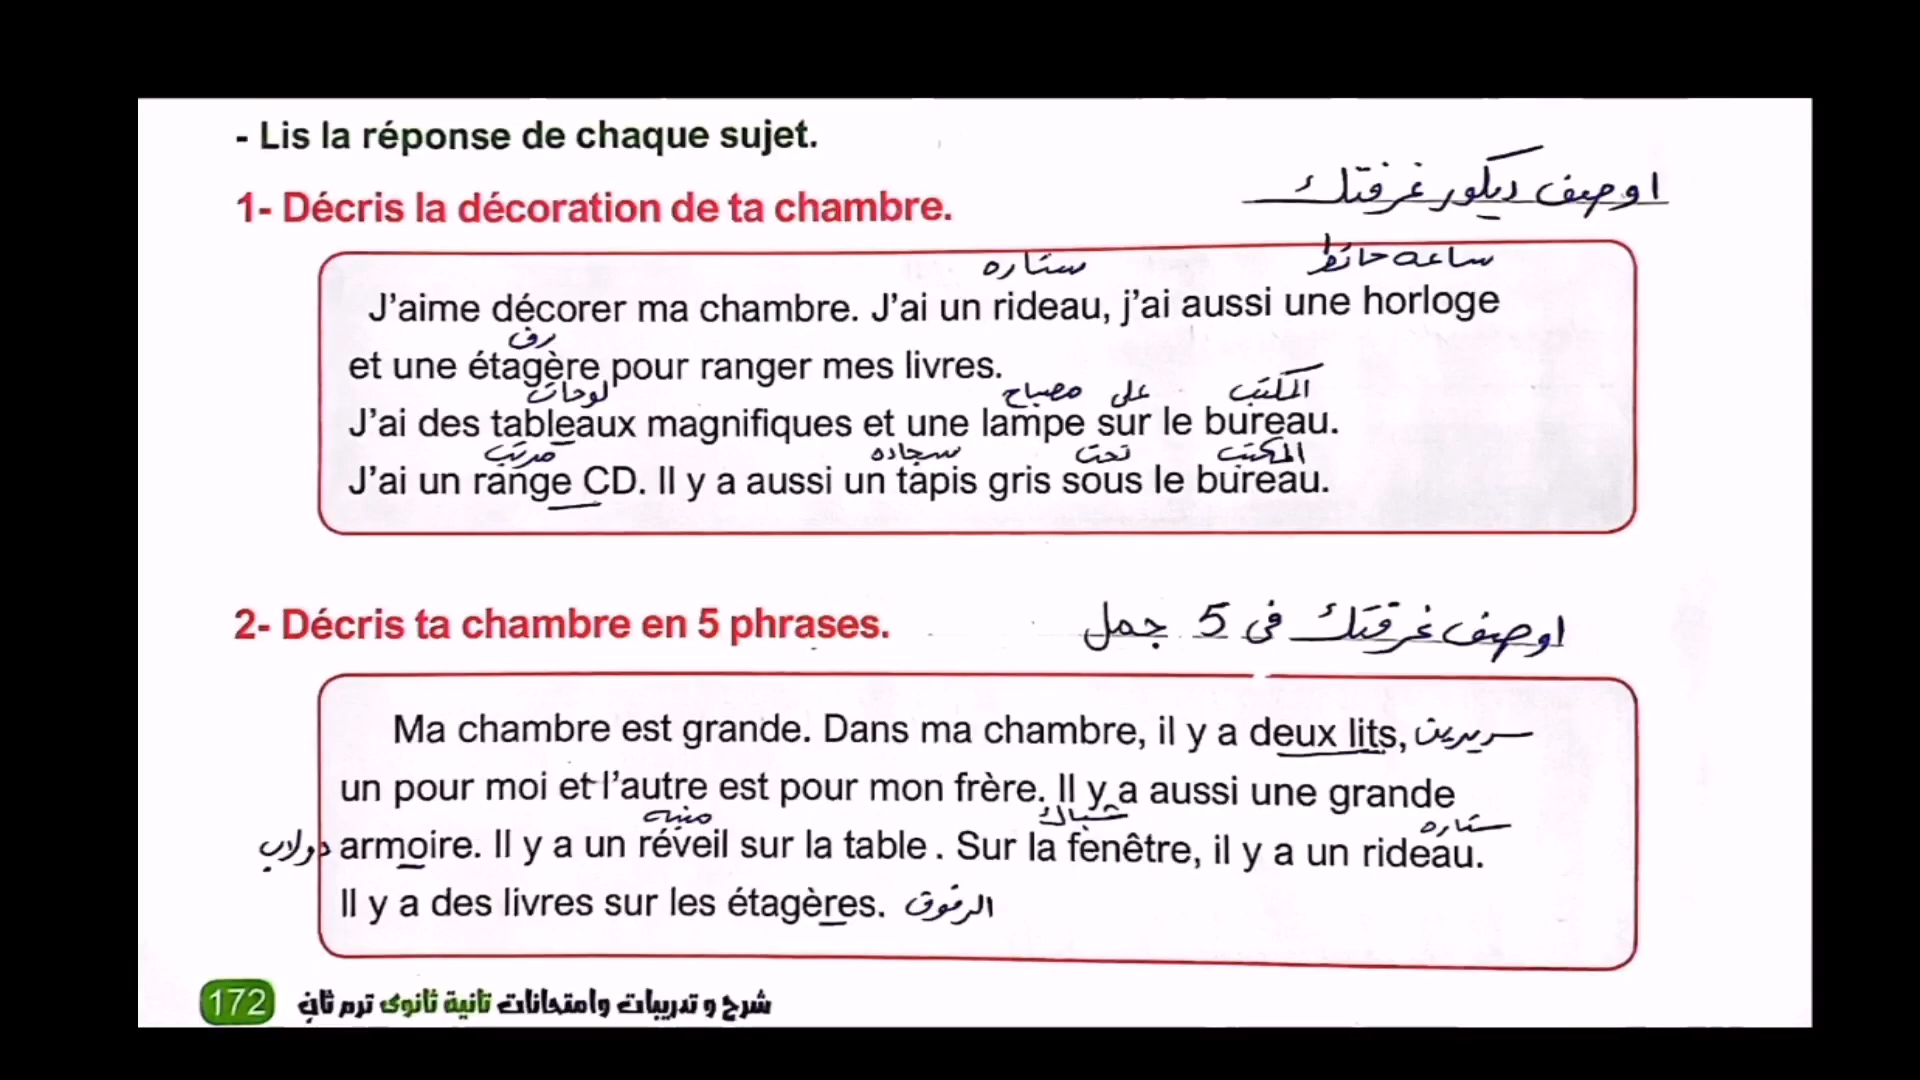 - Lis la réponse de chaque sujet.
1- Décris la décoration de ta chambre.
اوصف ديكور غرفتك
ستاره
ساعه حائط
J’aime décorer ma chambre. J’ai un rideau, j’ai aussi une horloge
رف
et une étagère pour ranger mes livres.
لوحات
مصباح
على
المكتب
J’ai des tableaux magnifiques et une lampe sur le bureau.
مرتب
سجاده
تحت
المكتب
J’ai un range CD. Il y a aussi un tapis gris sous le bureau.
2- Décris ta chambre en 5 phrases.
اوصف غرفتك فى 5 جمل
Ma chambre est grande. Dans ma chambre, il y a deux lits, سريرين
un pour moi et l’autre est pour mon frère. Il y a aussi une grande
منبه
شباك
ستاره
دولاب armoire. Il y a un réveil sur la table . Sur la fenêtre, il y a un rideau.
Il y a des livres sur les étagères. الرفوف
172 شرح و تدريبات وامتحانات تانية ثانوى ترم تاني